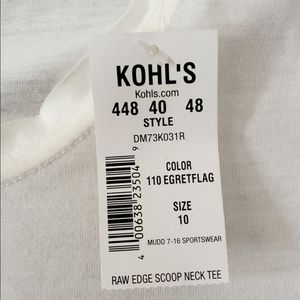 KOHL'S
Kohls.com
448 40 48
STYLE
DM73K031R
COLOR
110 EGRETFLAG
SIZE
10
MUDD 7-16 SPORTSWEAR
4 00638 23504 9
RAW EDGE SCOOP NECK TEE